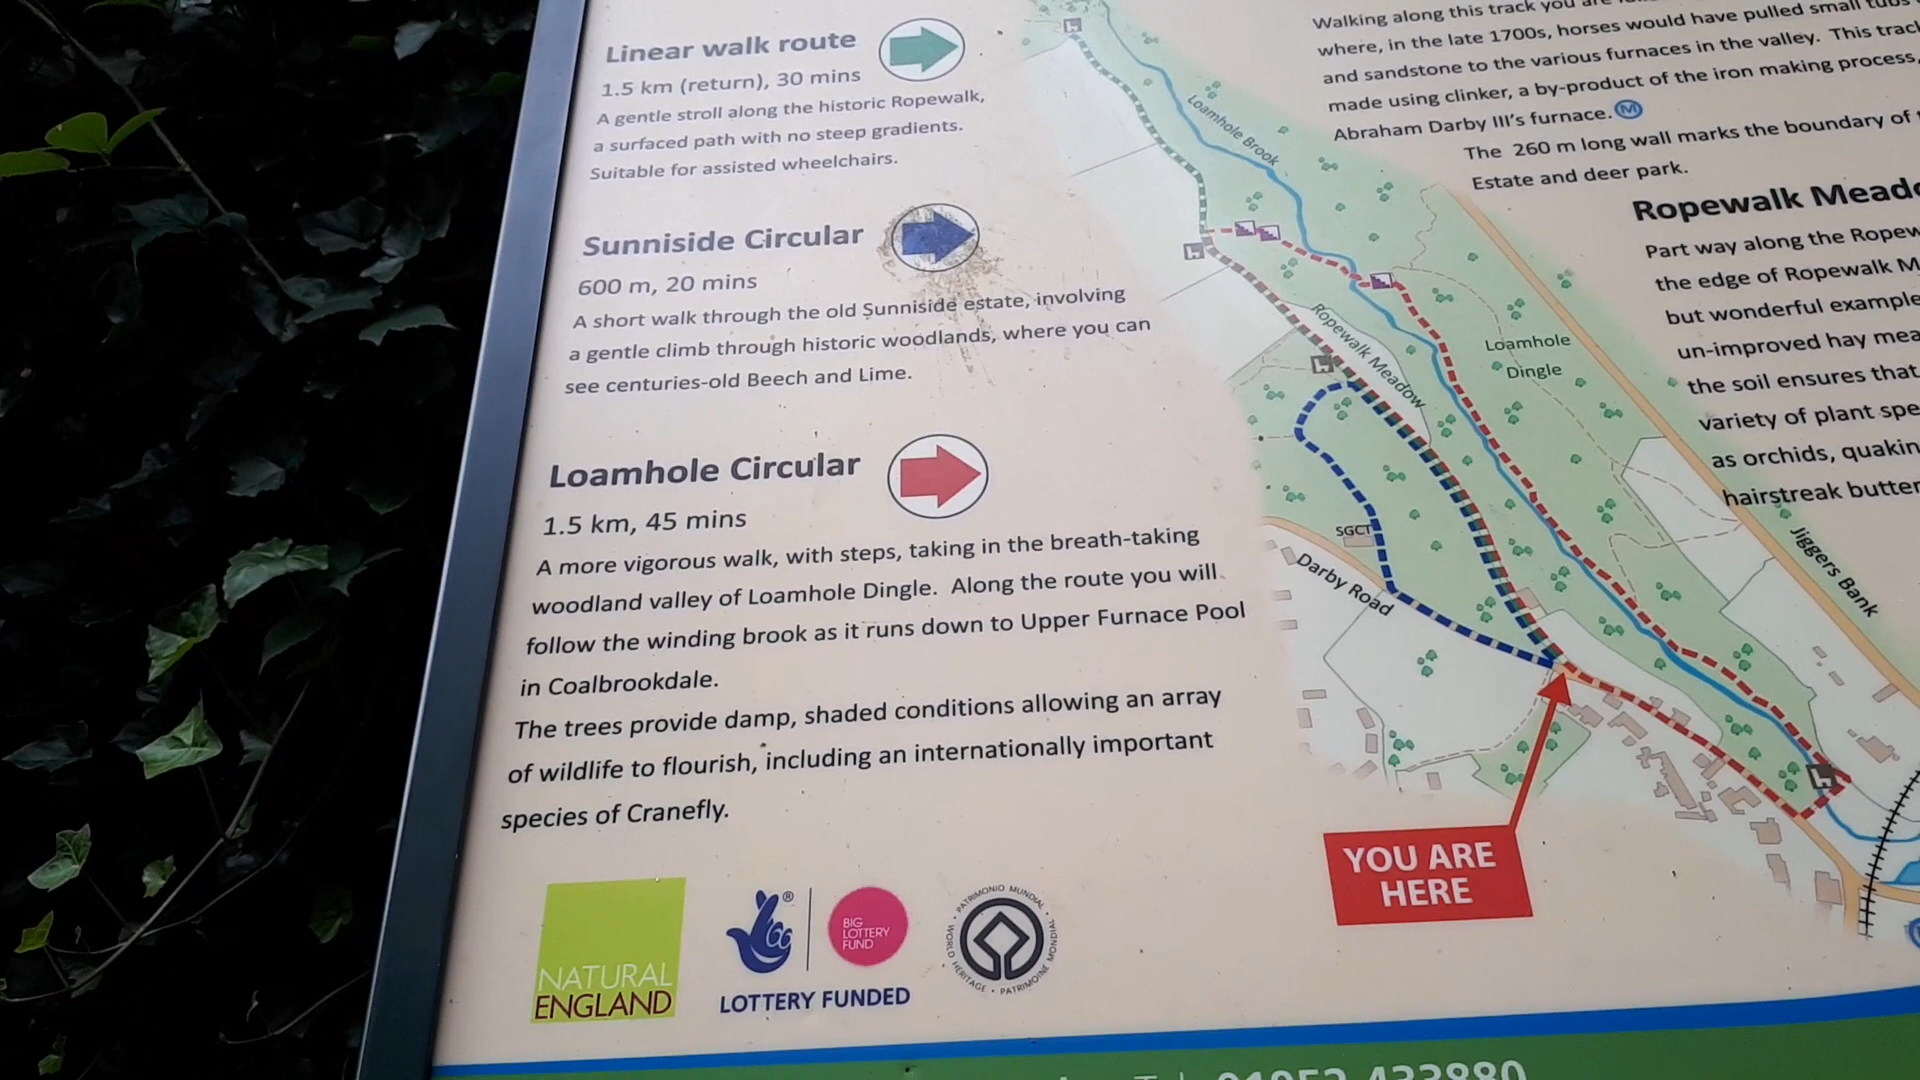 Linear walk route
1.5 km (return), 30 mins
A gentle stroll along the historic Ropewalk,
a surfaced path with no steep gradients.
Suitable for assisted wheelchairs.
Sunniside Circular
600 m, 20 mins
A short walk through the old Sunniside estate, involving
a gentle climb through historic woodlands, where you can
see centuries-old Beech and Lime.
Loamhole Circular
1.5 km, 45 mins
A more vigorous walk, with steps, taking in the breath-taking
woodland valley of Loamhole Dingle. Along the route you will
follow the winding brook as it runs down to Upper Furnace Pool
in Coalbrookdale.
The trees provide damp, shaded conditions allowing an array
of wildlife to flourish, including an internationally important
species of Cranefly.
NATURAL
ENGLAND
BIG
LOTTERY
FUND
LOTTERY FUNDED
WORLD HERITAGE • PATRIMOINE MONDIAL • PATRIMONIO MUNDIAL
Walking along this track you are
where, in the late 1700s, horses would have pulled small tubs
and sandstone to the various furnaces in the valley. This track
made using clinker, a by-product of the iron making process,
Abraham Darby III's furnace. M
The 260 m long wall marks the boundary of
Estate and deer park.
Ropewalk
Part way along the
the edge of Ropewalk
but wonderful example
un-improved hay
the soil ensures that
variety of plant
as orchids,
hairstreak
Loamhole Brook
Ropewalk Meadow
Loamhole
Dingle
SGCT
Darby Road
Jiggers Bank
YOU ARE
HERE
01952 433880